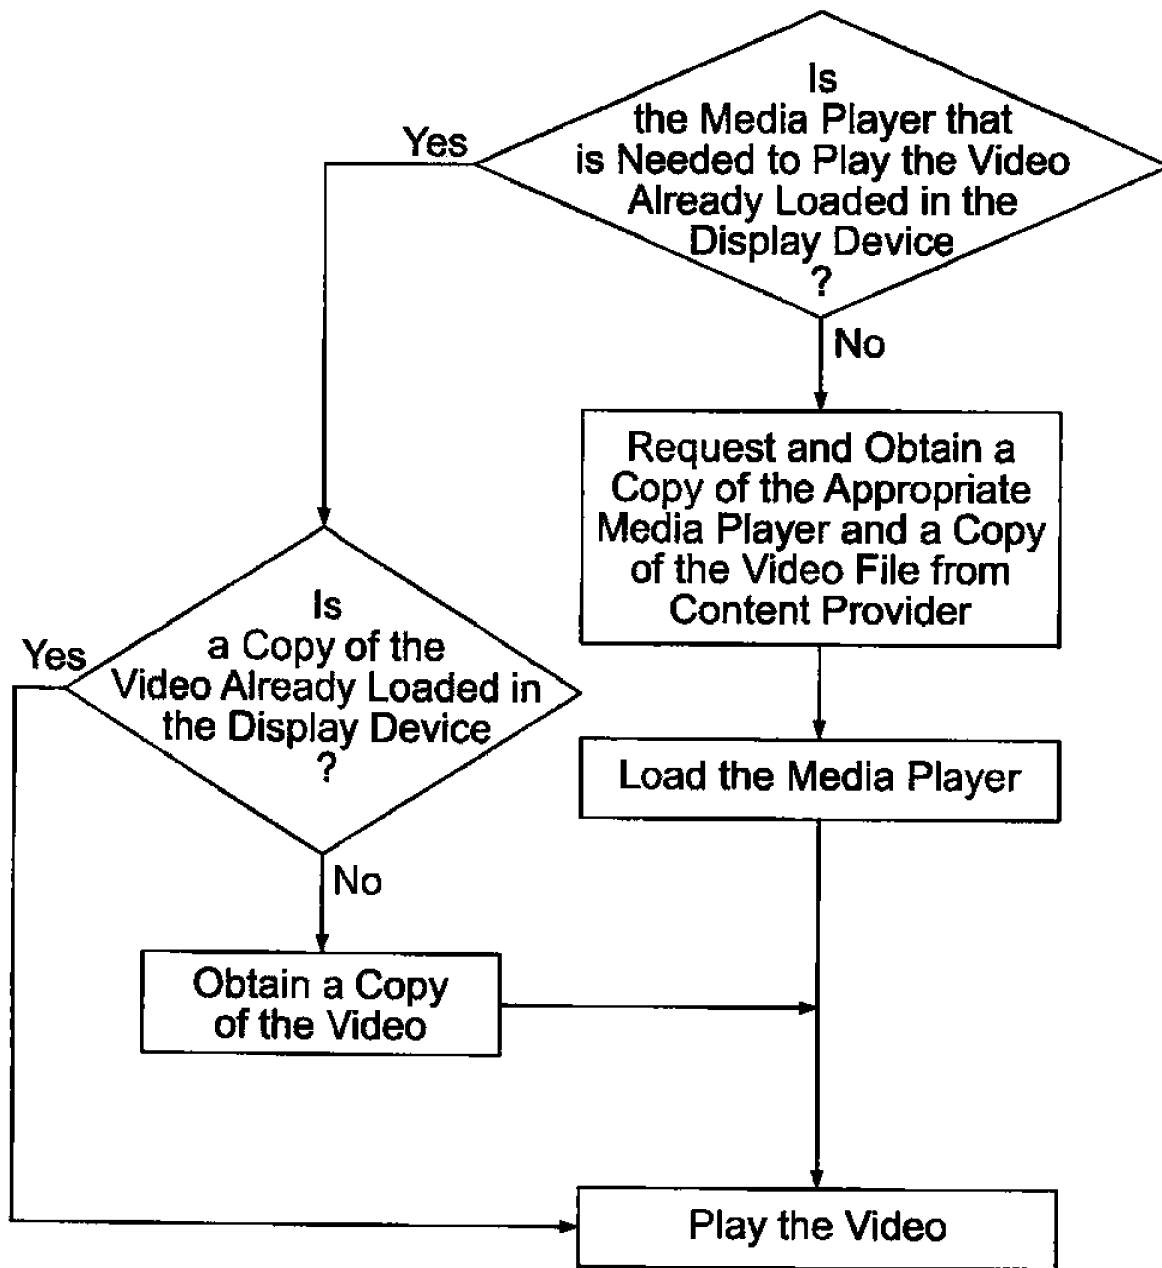 Is
the Media Player that
is Needed to Play the Video
Already Loaded in the
Display Device
?
Yes
No
Request and Obtain a
Copy of the Appropriate
Media Player and a Copy
of the Video File from
Content Provider
Is
a Copy of the
Video Already Loaded in
the Display Device
?
Yes
Load the Media Player
No
Obtain a Copy
of the Video
Play the Video